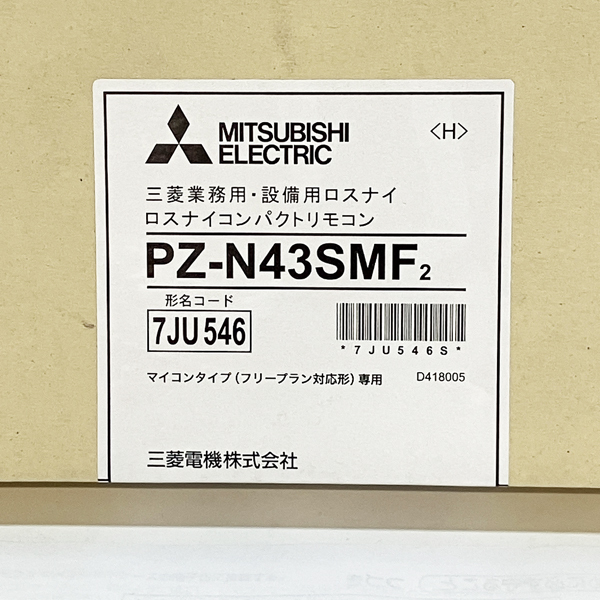 MITSUBISHI
ELECTRIC
〈H〉
三菱業務用・設備用ロスナイ
ロスナイコンパクトリモコン
PZ-N43SMF2
形名コード
7JU546
*7JU546S*
マイコンタイプ(フリープラン対応形)専用
D418005
三菱電機株式会社